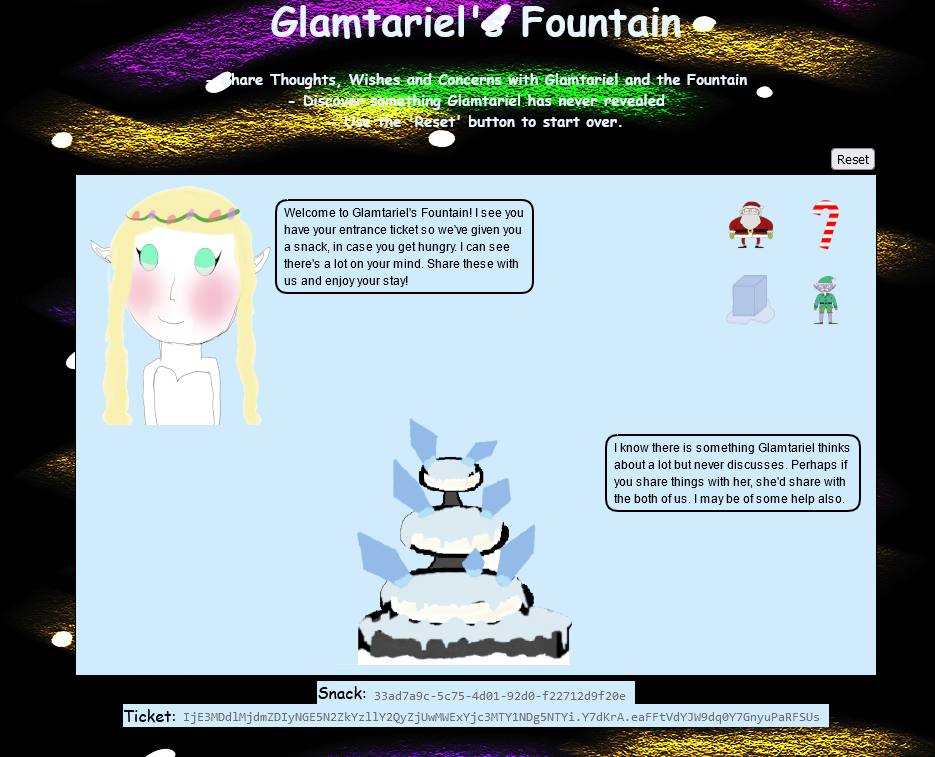 Glamtariel's Fountain
- Share Thoughts, Wishes and Concerns with Glamtariel and the Fountain
- Discover something Glamtariel has never revealed
- Use the 'Reset' button to start over.
Reset
Welcome to Glamtariel's Fountain! I see you
have your entrance ticket so we've given you
a snack, in case you get hungry. I can see
there's a lot on your mind. Share these with
us and enjoy your stay!
I know there is something Glamtariel thinks
about a lot but never discusses. Perhaps if
you share things with her, she'd share with
the both of us. I may be of some help also.
Snack: 33ad7a9c-5c75-4d01-92d0-f22712d9f20e
Ticket: IjE3MDdlMjdmZDIyNGE5N2ZkYzllY2QyZjUwMWExYjc3MTY1NDg5NTYi.Y7dKrA.eaFFtVdYJW9dq0Y7GnyuPaRFSUs